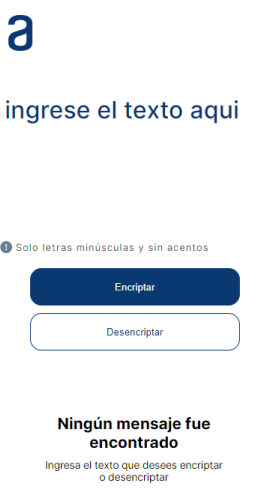 a
ingrese el texto aqui
! Solo letras minúsculas y sin acentos
Encriptar
Desencriptar
Ningún mensaje fue
encontrado
Ingresa el texto que desees encriptar
o desencriptar